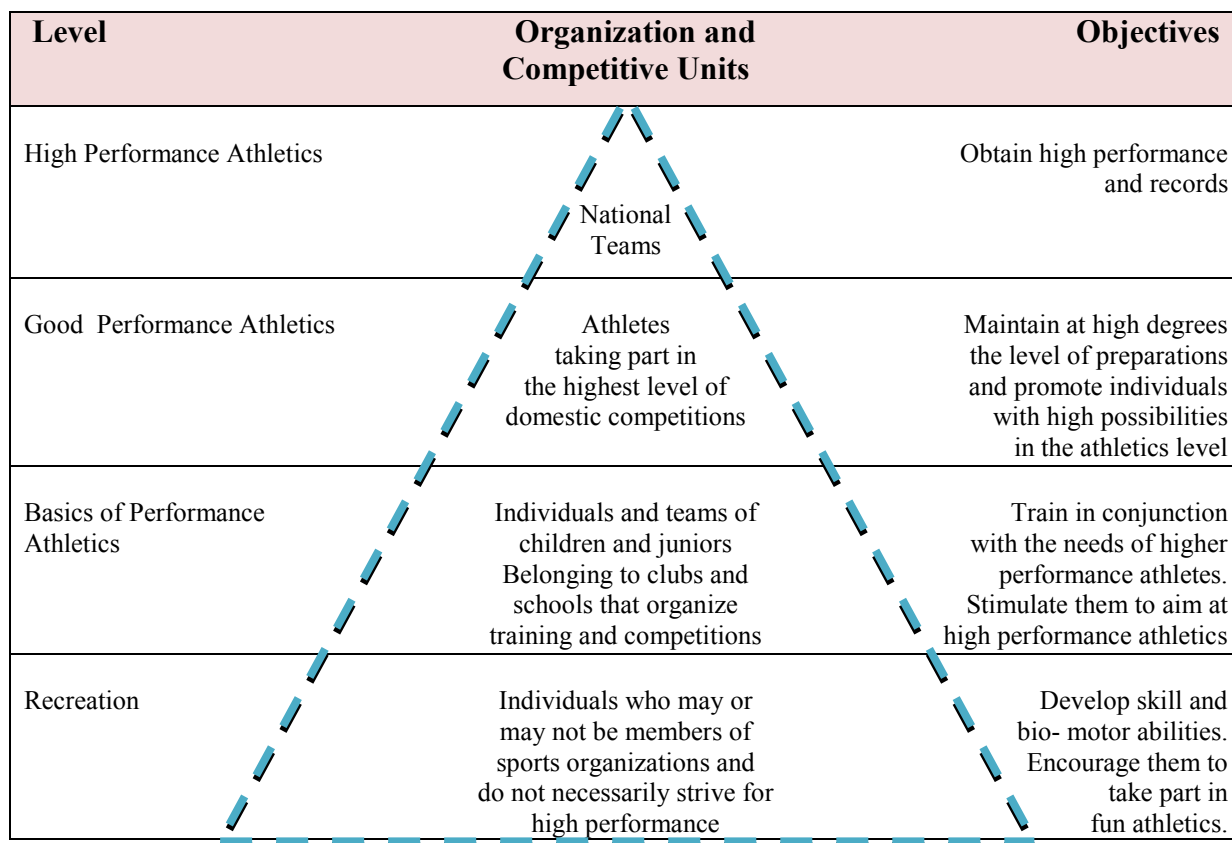 Level
Organization and
Competitive Units
Objectives
High Performance Athletics
National
Teams
Obtain high performance
and records
Good  Performance Athletics
Athletes
taking part in
the highest level of
domestic competitions
Maintain at high degrees
the level of preparations
and promote individuals
with high possibilities
in the athletics level
Basics of Performance
Athletics
Individuals and teams of
children and juniors
Belonging to clubs and
schools that organize
training and competitions
Train in conjunction
with the needs of higher
performance athletes.
Stimulate them to aim at
high performance athletics
Recreation
Individuals who may or
may not be members of
sports organizations and
do not necessarily strive for
high performance
Develop skill and
bio- motor abilities.
Encourage them to
take part in
fun athletics.